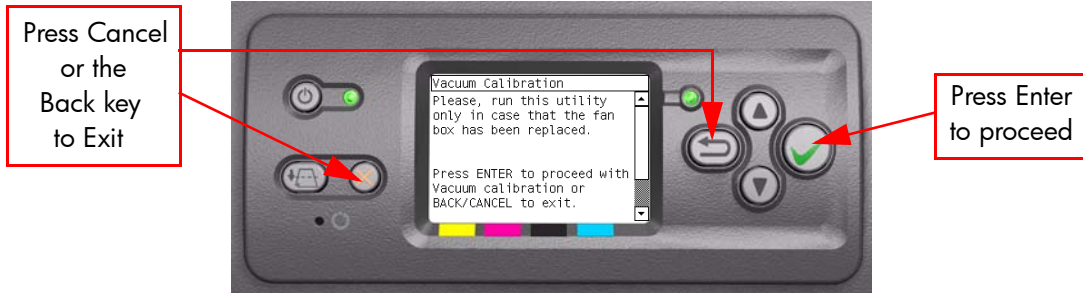 Press Cancel
or the
Back key
to Exit
Vacuum Calibration
Please, run this utility
only in case that the fan
box has been replaced.
Press ENTER to proceed with
Vacuum calibration or
BACK/CANCEL to exit.
Press Enter
to proceed